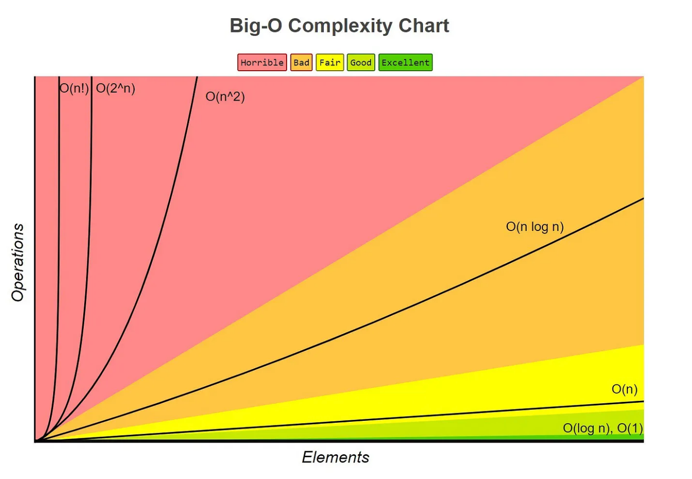 Big-O Complexity Chart
Horrible Bad Fair Good Excellent
O(n!) O(2^n)
O(n^2)
O(n log n)
O(n)
O(log n), O(1)
Operations
Elements